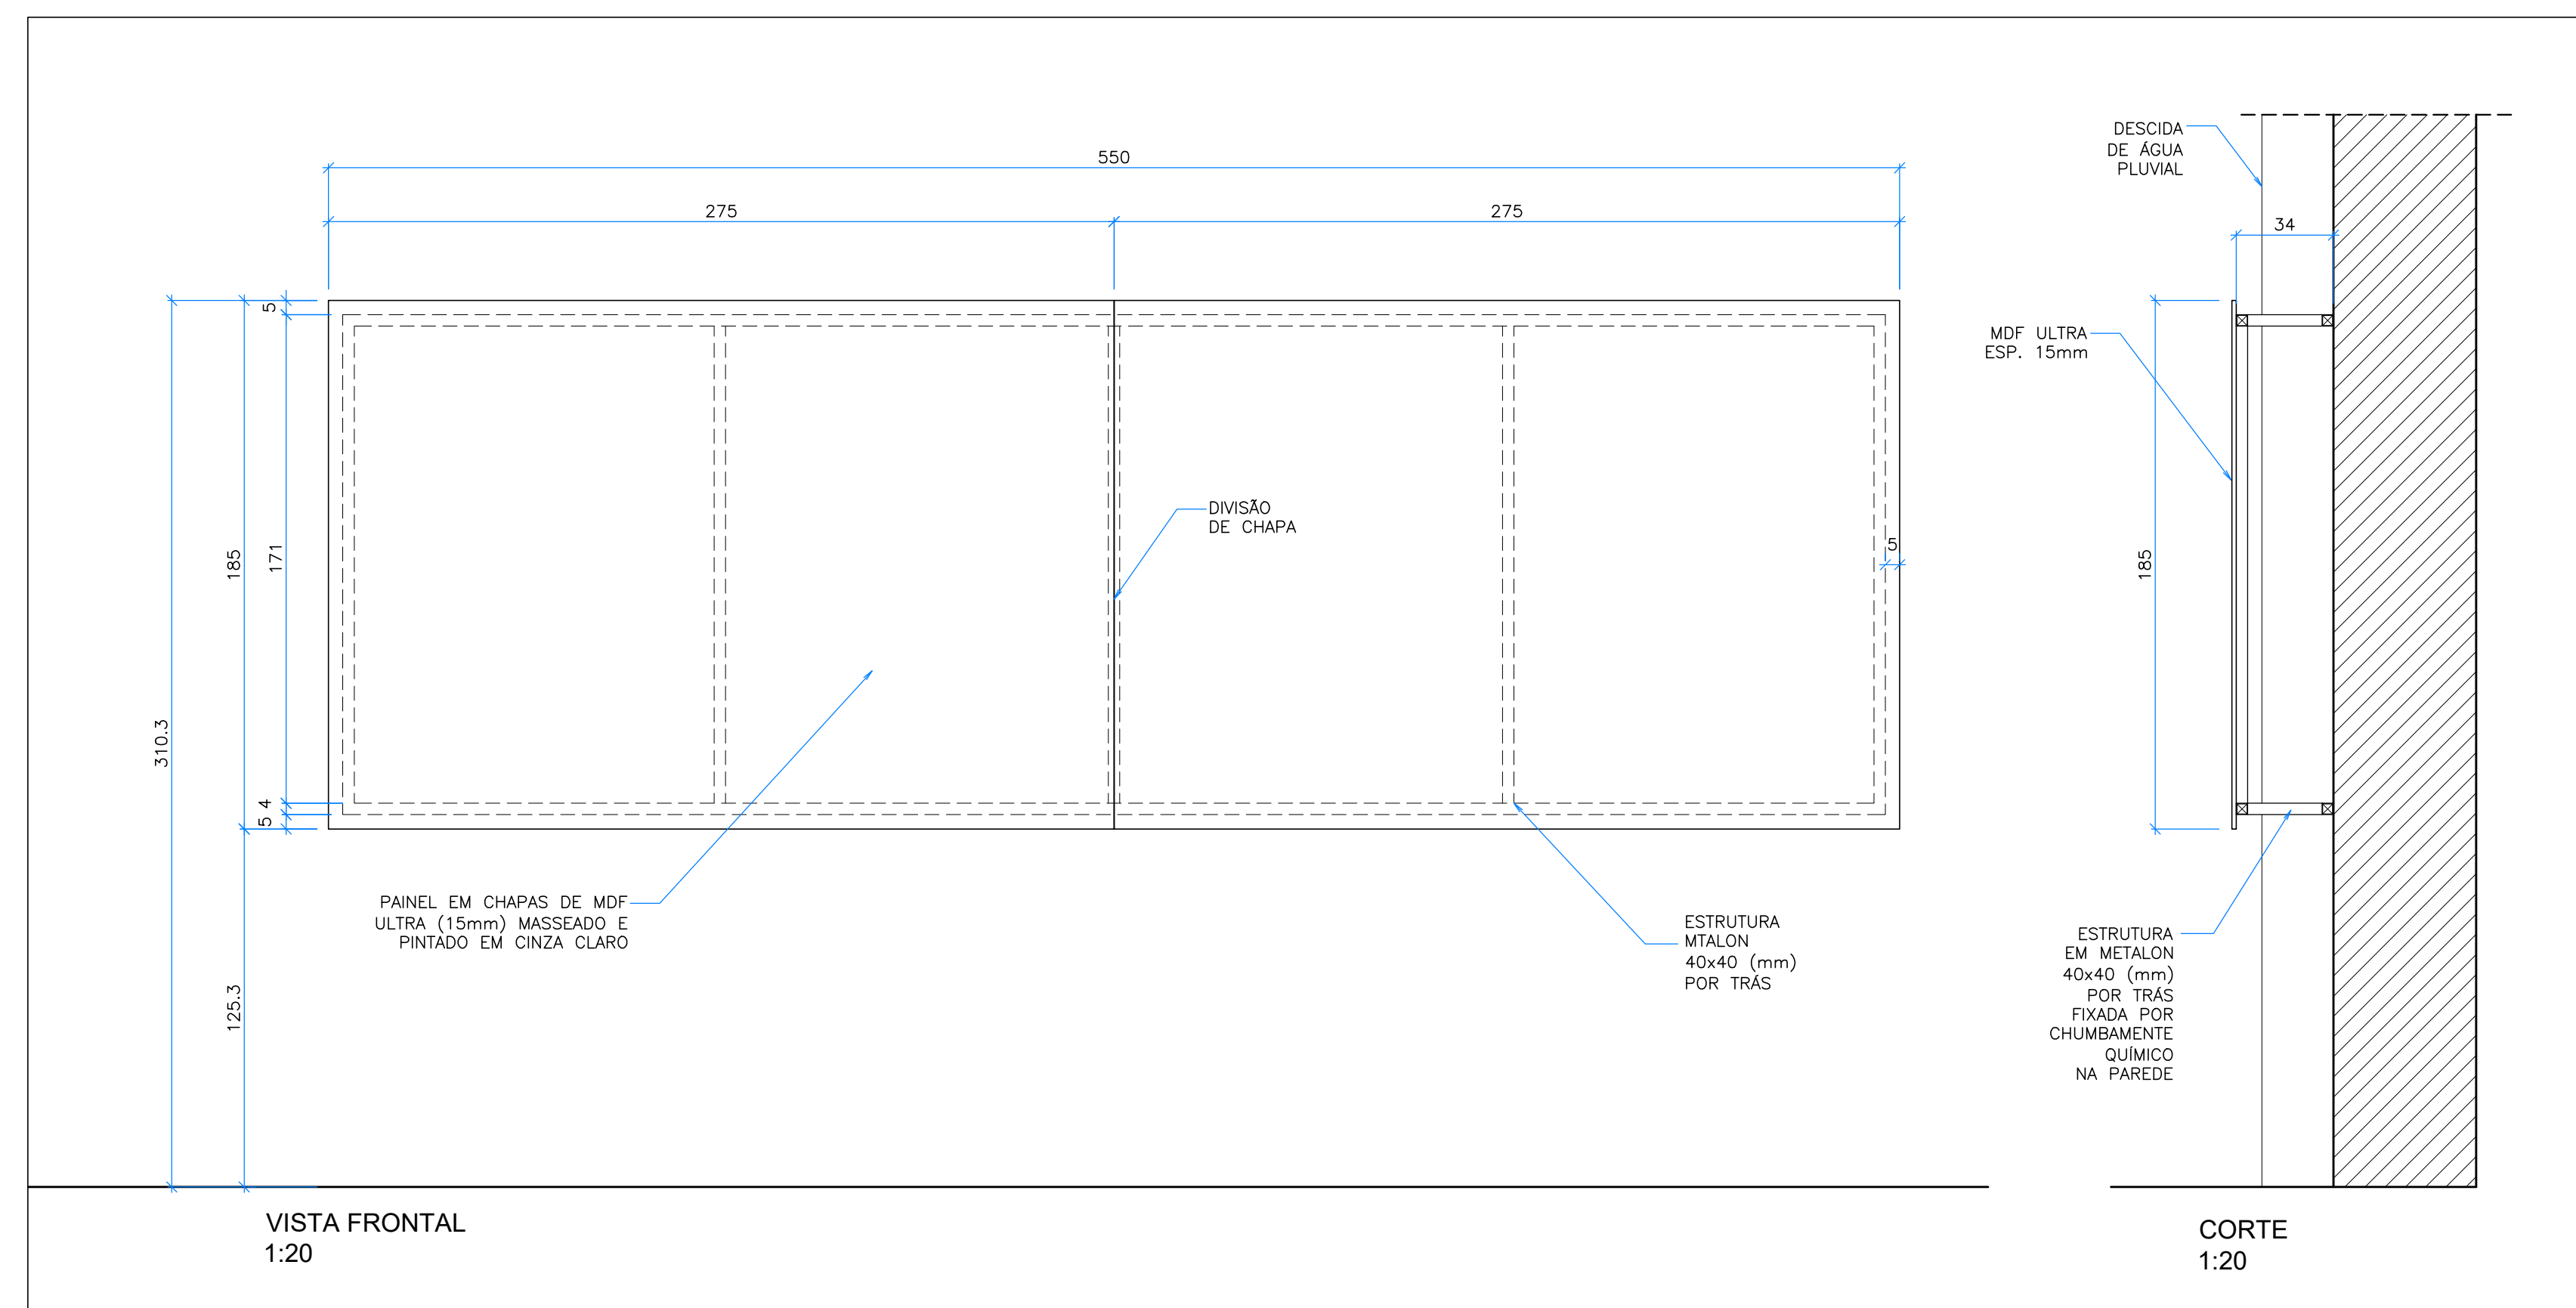 550
275
275
5
171
185
310.3
4
5
125.3
5
DIVISÃO
DE CHAPA
PAINEL EM CHAPAS DE MDF
ULTRA (15mm) MASSEADO E
PINTADO EM CINZA CLARO
ESTRUTURA
MTALON
40x40 (mm)
POR TRÁS
VISTA FRONTAL
1:20
DESCIDA
DE ÁGUA
PLUVIAL
34
MDF ULTRA
ESP. 15mm
185
ESTRUTURA
EM METALON
40x40 (mm)
POR TRÁS
FIXADA POR
CHUMBAMENTE
QUÍMICO
NA PAREDE
CORTE
1:20